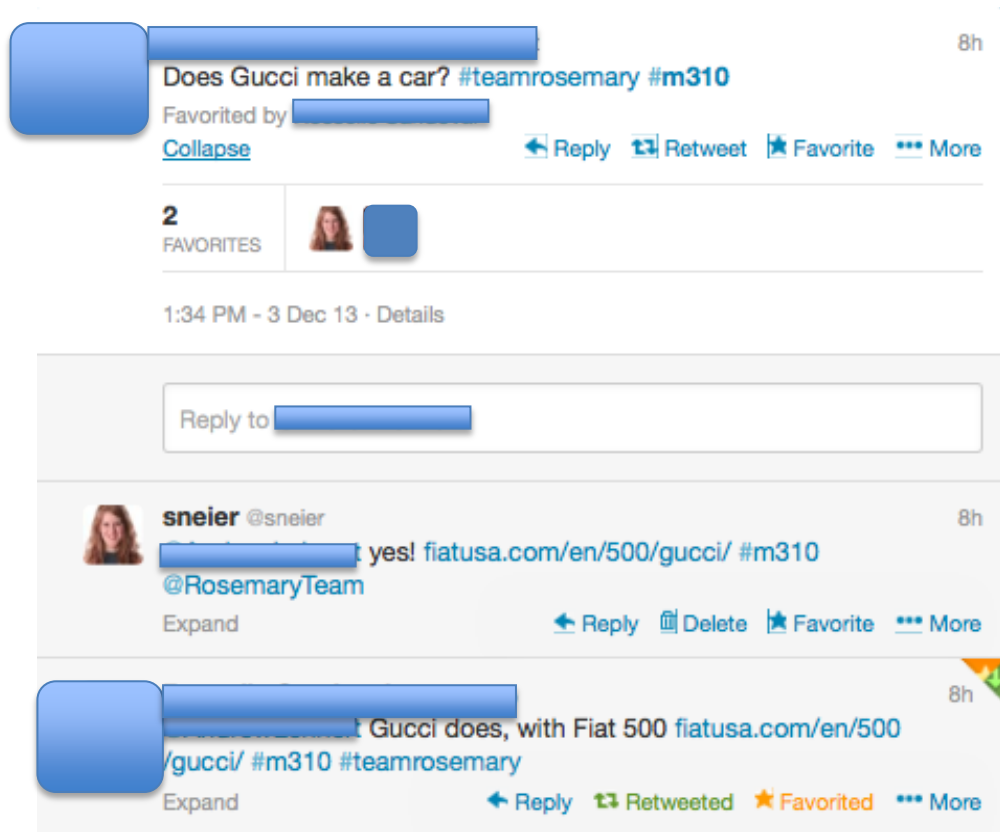 8h
Does Gucci make a car? #teamrosemary #m310
Favorited by
Collapse Reply Retweet Favorite More
2
FAVORITES
1:34 PM - 3 Dec 13 · Details
Reply to
sneier @sneier 8h
yes! fiatusa.com/en/500/gucci/ #m310
@RosemaryTeam
Expand Reply Delete Favorite More
8h
Gucci does, with Fiat 500 fiatusa.com/en/500
/gucci/ #m310 #teamrosemary
Expand Reply Retweeted Favorited More